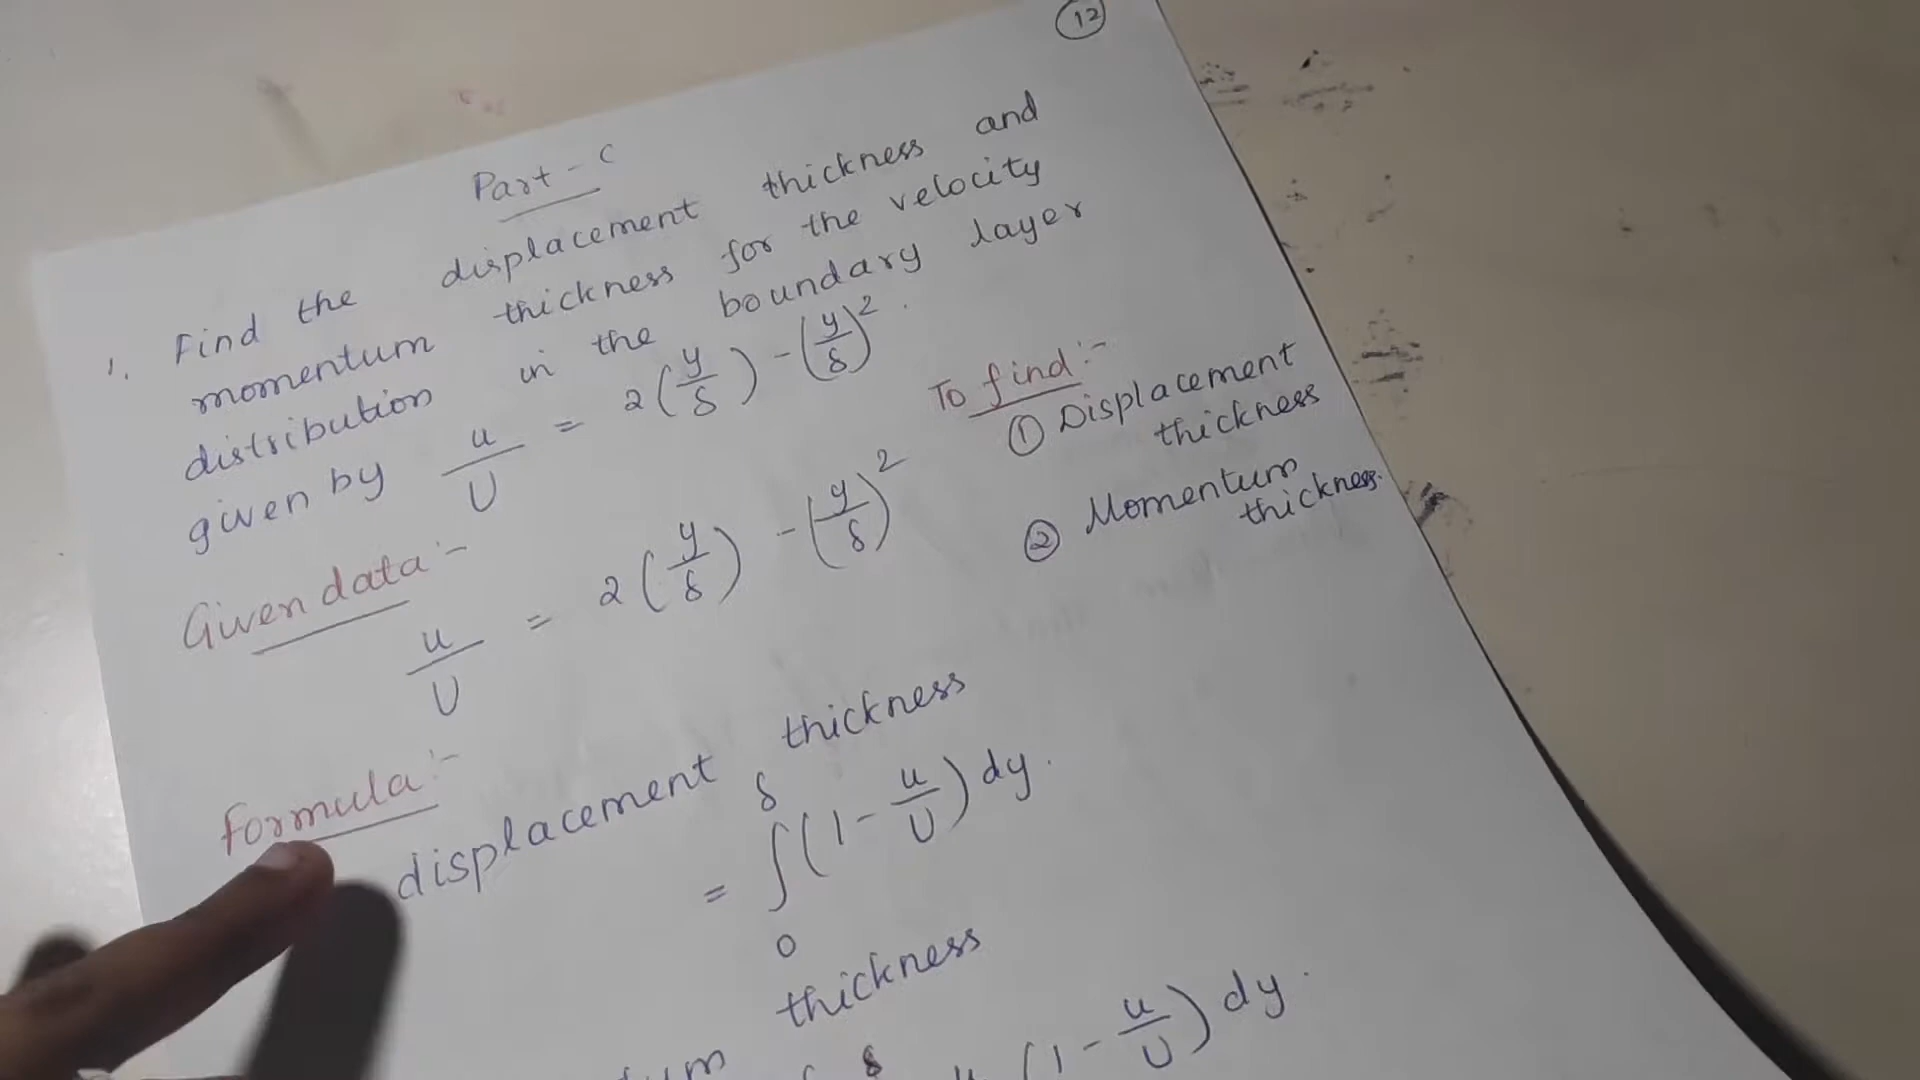 12
Part - C
1. Find the displacement thickness and
momentum thickness for the velocity
distribution in the boundary layer
given by u/U = 2(y/δ) - (y/δ)².
Given data:-
u/U = 2(y/δ) - (y/δ)²
To find:-
① Displacement
thickness
② Momentum
thickness.
Formula:-
displacement thickness
= ∫₀^δ (1 - u/U) dy.
thickness
(1 - u/U) dy.